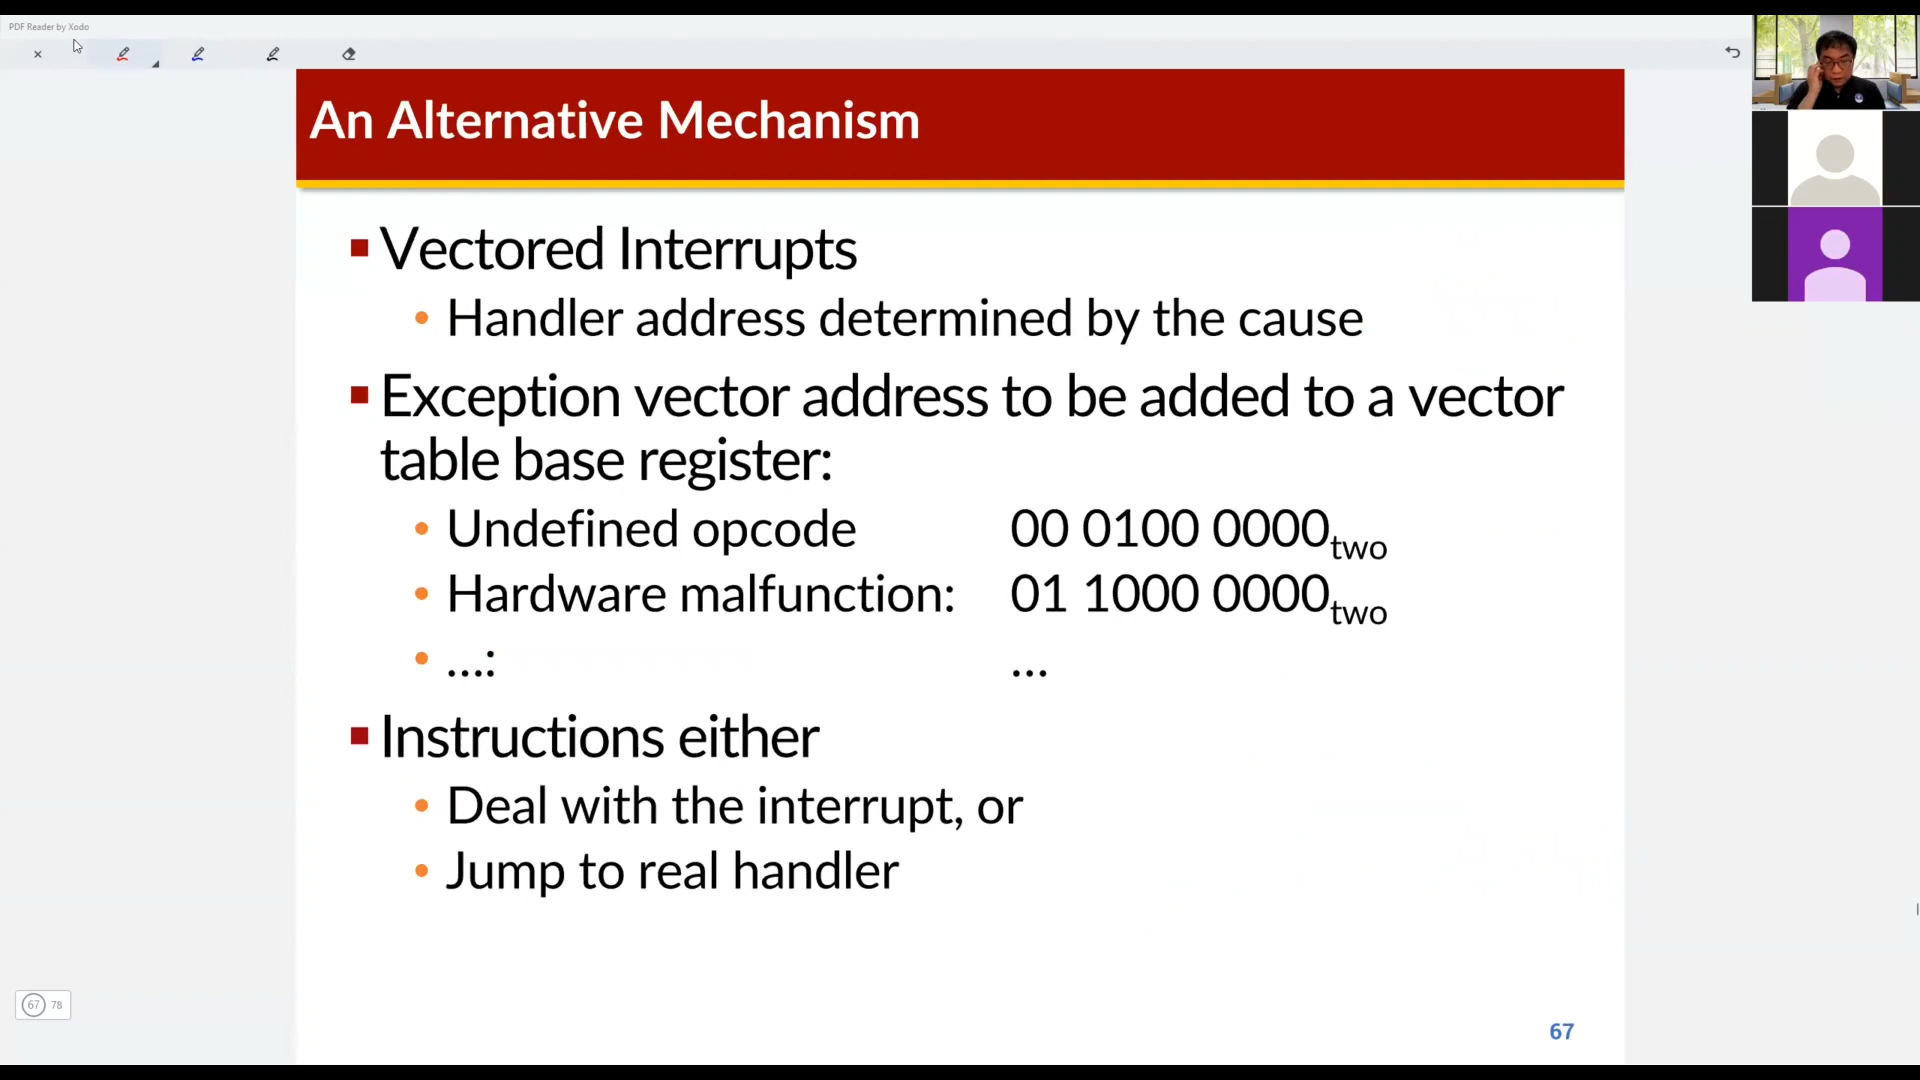 PDF Reader by Xodo
An Alternative Mechanism
Vectored Interrupts
Handler address determined by the cause
Exception vector address to be added to a vector
table base register:
Undefined opcode 00 0100 0000two
Hardware malfunction: 01 1000 0000two
...: ...
Instructions either
Deal with the interrupt, or
Jump to real handler
67 78
67